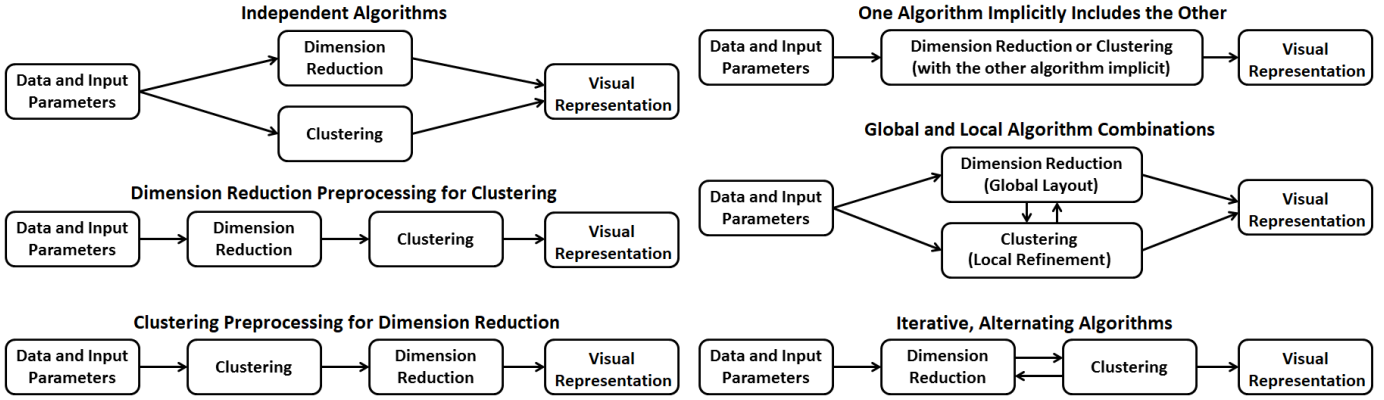 Independent Algorithms
Data and Input
Parameters
Dimension
Reduction
Clustering
Visual
Representation
Dimension Reduction Preprocessing for Clustering
Data and Input
Parameters
Dimension
Reduction
Clustering
Visual
Representation
Clustering Preprocessing for Dimension Reduction
Data and Input
Parameters
Clustering
Dimension
Reduction
Visual
Representation
One Algorithm Implicitly Includes the Other
Data and Input
Parameters
Dimension Reduction or Clustering
(with the other algorithm implicit)
Visual
Representation
Global and Local Algorithm Combinations
Data and Input
Parameters
Dimension Reduction
(Global Layout)
Clustering
(Local Refinement)
Visual
Representation
Iterative, Alternating Algorithms
Data and Input
Parameters
Dimension
Reduction
Clustering
Visual
Representation